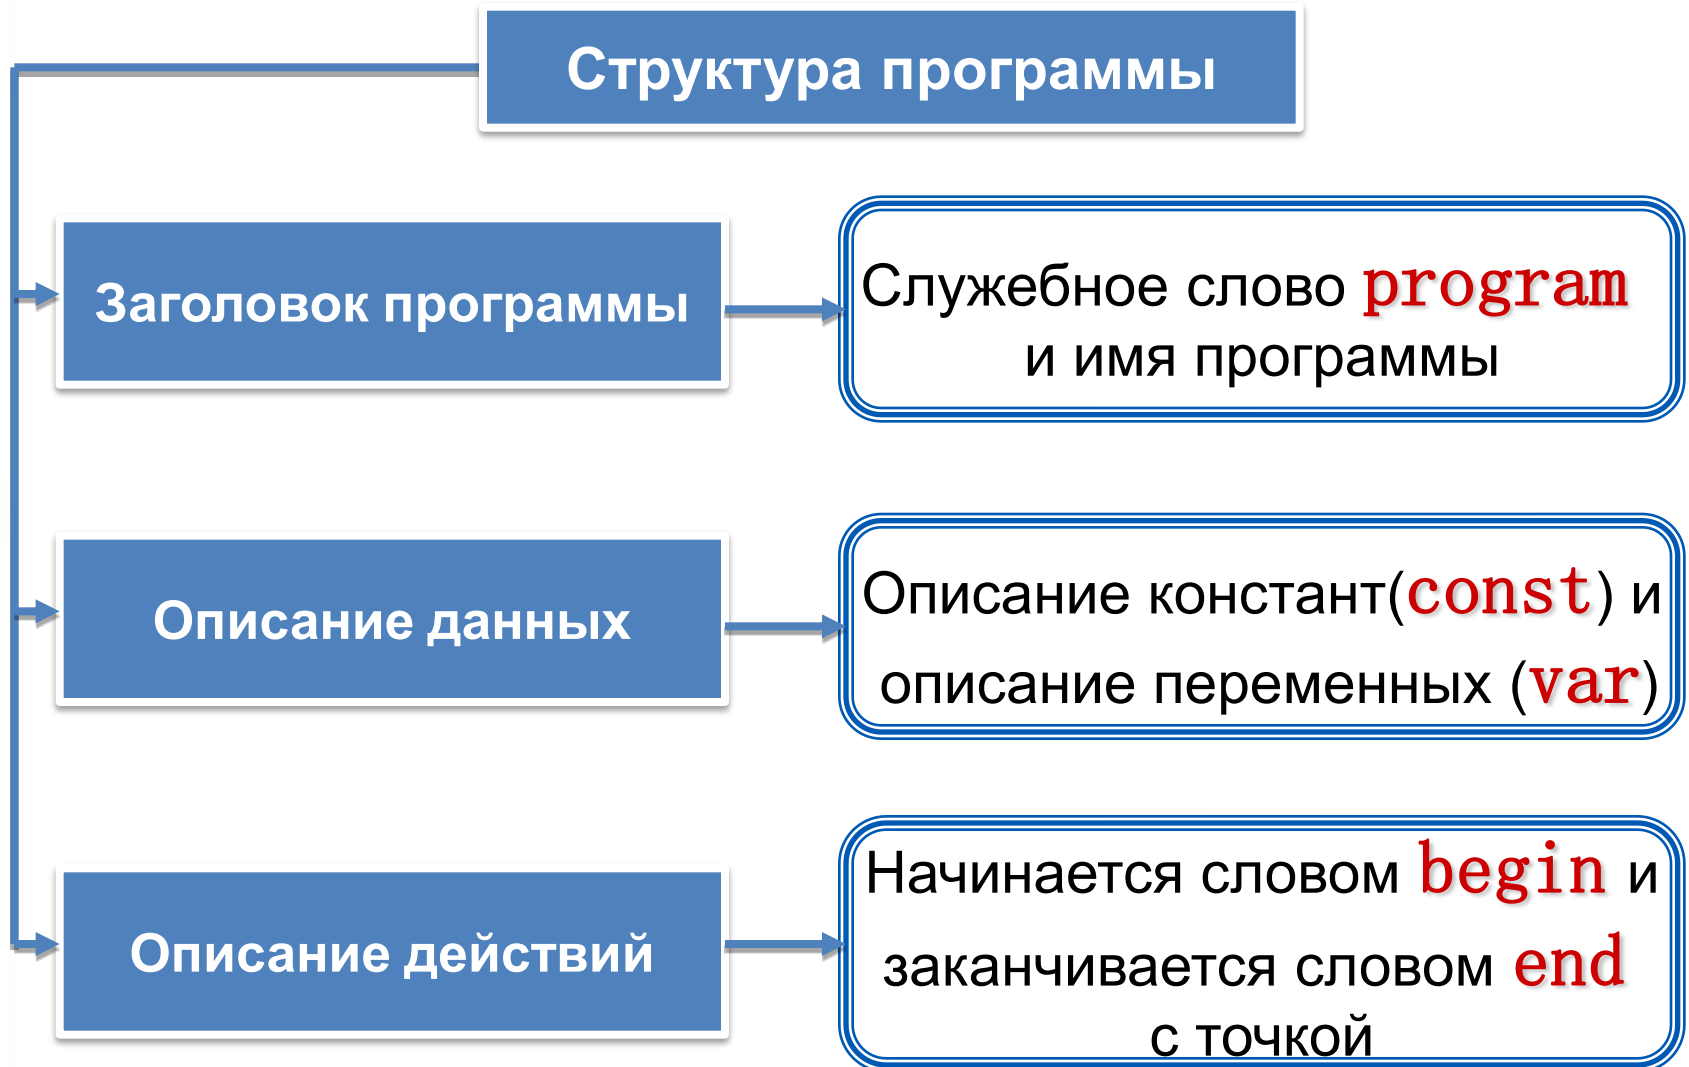 Структура программы
Заголовок программы
Служебное слово program
и имя программы
Описание данных
Описание констант(const) и
описание переменных (var)
Описание действий
Начинается словом begin и
заканчивается словом end
с точкой